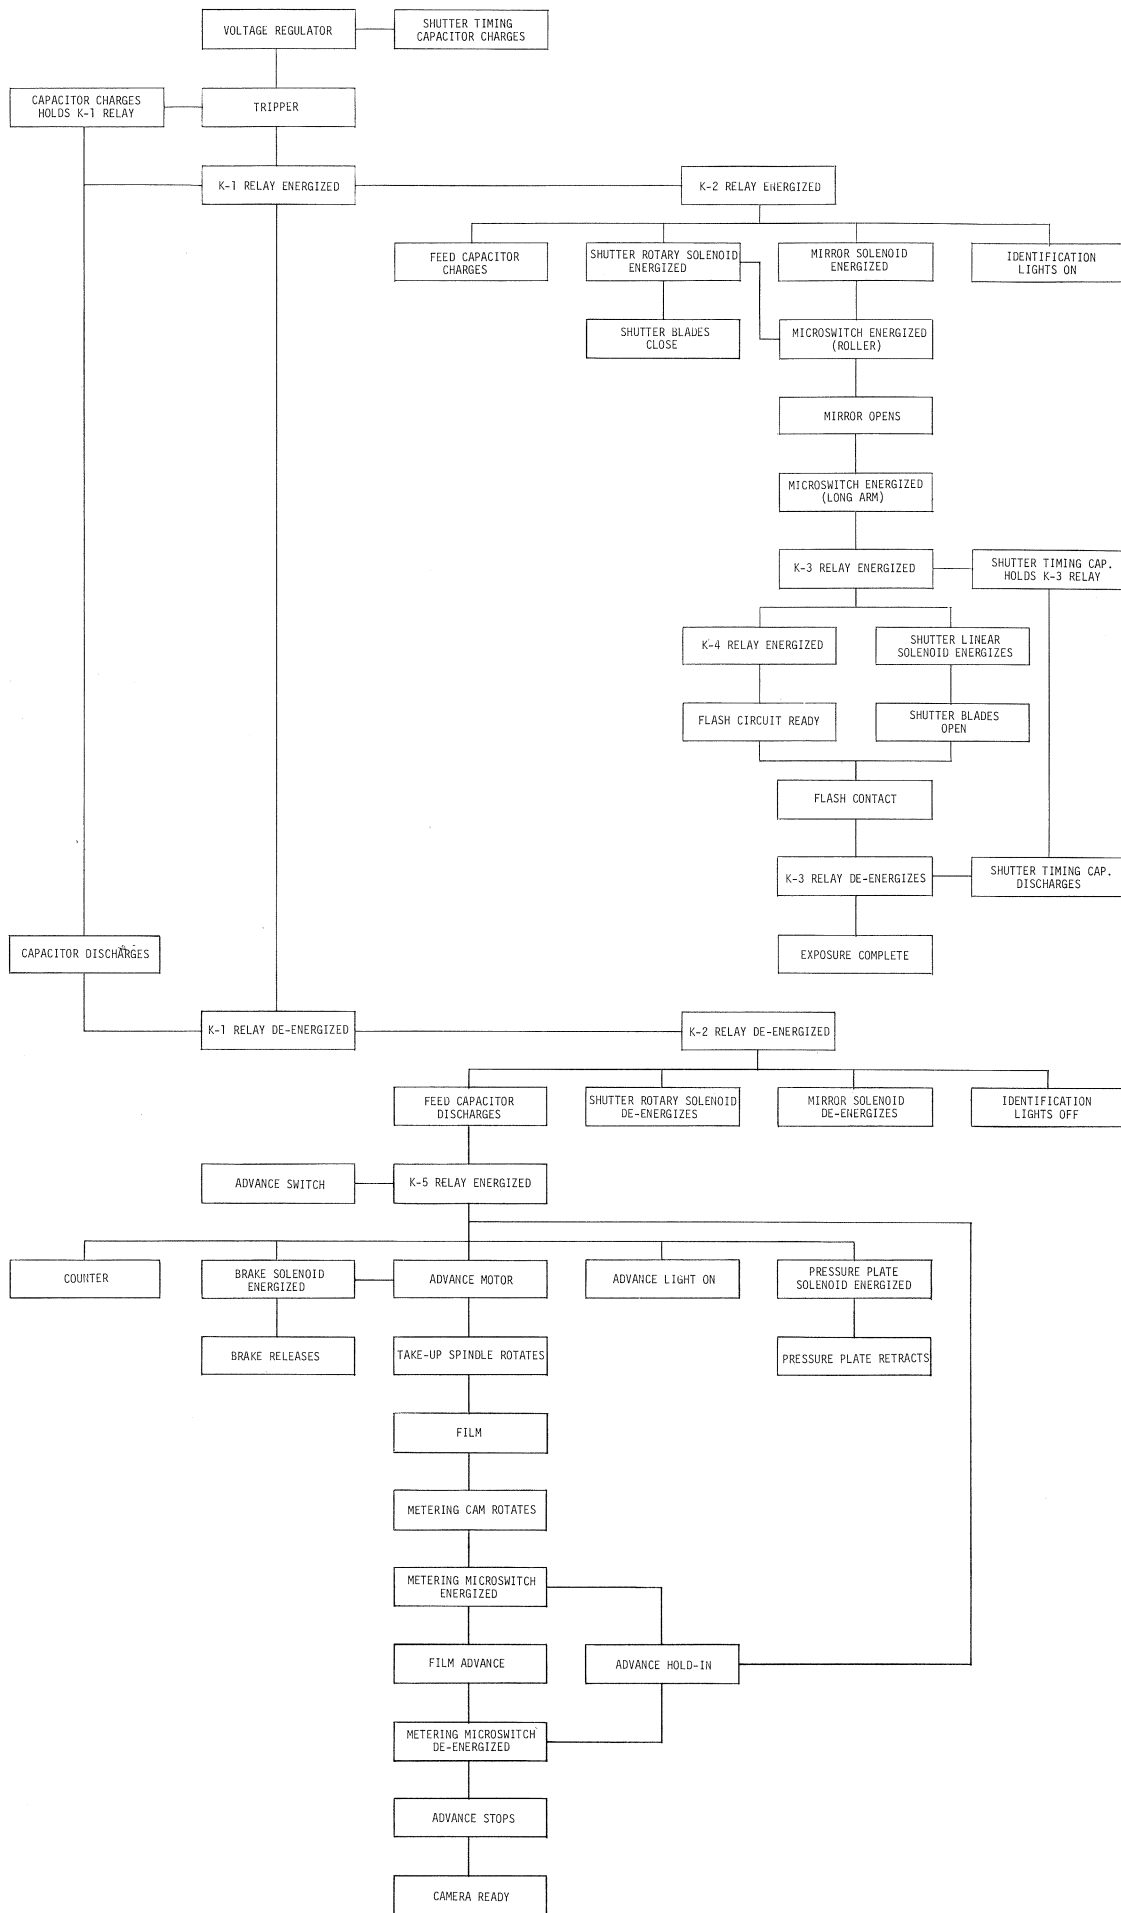 VOLTAGE REGULATOR
SHUTTER TIMING
CAPACITOR CHARGES
CAPACITOR CHARGES
HOLDS K-1 RELAY
TRIPPER
K-1 RELAY ENERGIZED
K-2 RELAY ENERGIZED
FEED CAPACITOR
CHARGES
SHUTTER ROTARY SOLENOID
ENERGIZED
MIRROR SOLENOID
ENERGIZED
IDENTIFICATION
LIGHTS ON
SHUTTER BLADES
CLOSE
MICROSWITCH ENERGIZED
(ROLLER)
MIRROR OPENS
MICROSWITCH ENERGIZED
(LONG ARM)
K-3 RELAY ENERGIZED
SHUTTER TIMING CAP.
HOLDS K-3 RELAY
K-4 RELAY ENERGIZED
SHUTTER LINEAR
SOLENOID ENERGIZES
FLASH CIRCUIT READY
SHUTTER BLADES
OPEN
FLASH CONTACT
K-3 RELAY DE-ENERGIZES
SHUTTER TIMING CAP.
DISCHARGES
CAPACITOR DISCHARGES
EXPOSURE COMPLETE
K-1 RELAY DE-ENERGIZED
K-2 RELAY DE-ENERGIZED
FEED CAPACITOR
DISCHARGES
SHUTTER ROTARY SOLENOID
DE-ENERGIZES
MIRROR SOLENOID
DE-ENERGIZES
IDENTIFICATION
LIGHTS OFF
ADVANCE SWITCH
K-5 RELAY ENERGIZED
COUNTER
BRAKE SOLENOID
ENERGIZED
ADVANCE MOTOR
ADVANCE LIGHT ON
PRESSURE PLATE
SOLENOID ENERGIZED
BRAKE RELEASES
TAKE-UP SPINDLE ROTATES
PRESSURE PLATE RETRACTS
FILM
METERING CAM ROTATES
METERING MICROSWITCH
ENERGIZED
FILM ADVANCE
ADVANCE HOLD-IN
METERING MICROSWITCH
DE-ENERGIZED
ADVANCE STOPS
CAMERA READY